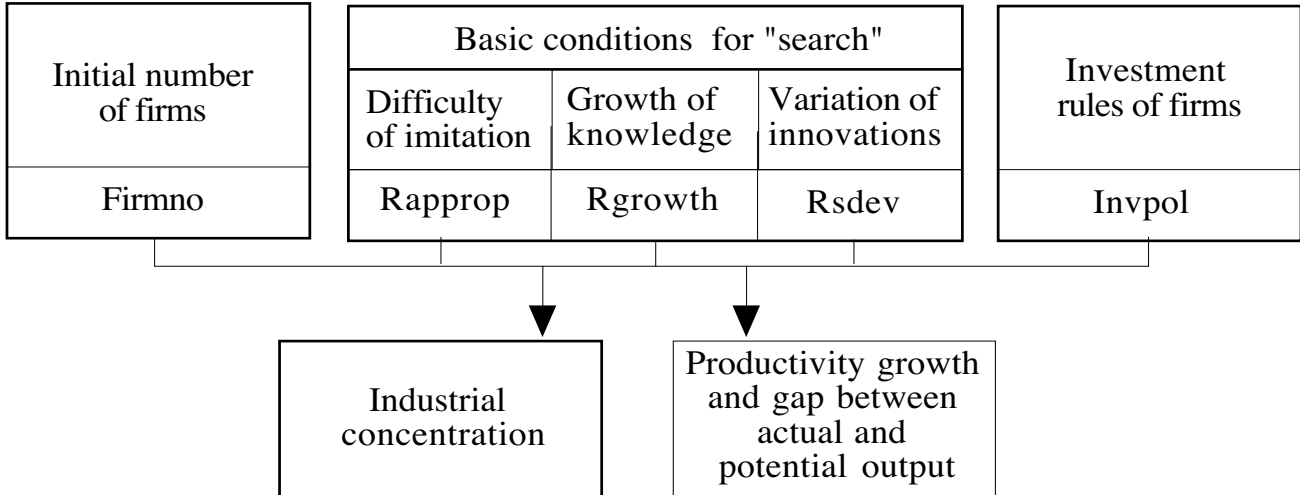 Initial number
of firms
Firmno
Basic conditions for "search"
Difficulty
of imitation
Rapprop
Growth of
knowledge
Rgrowth
Variation of
innovations
Rsdev
Investment
rules of firms
Invpol
Industrial
concentration
Productivity growth
and gap between
actual and
potential output